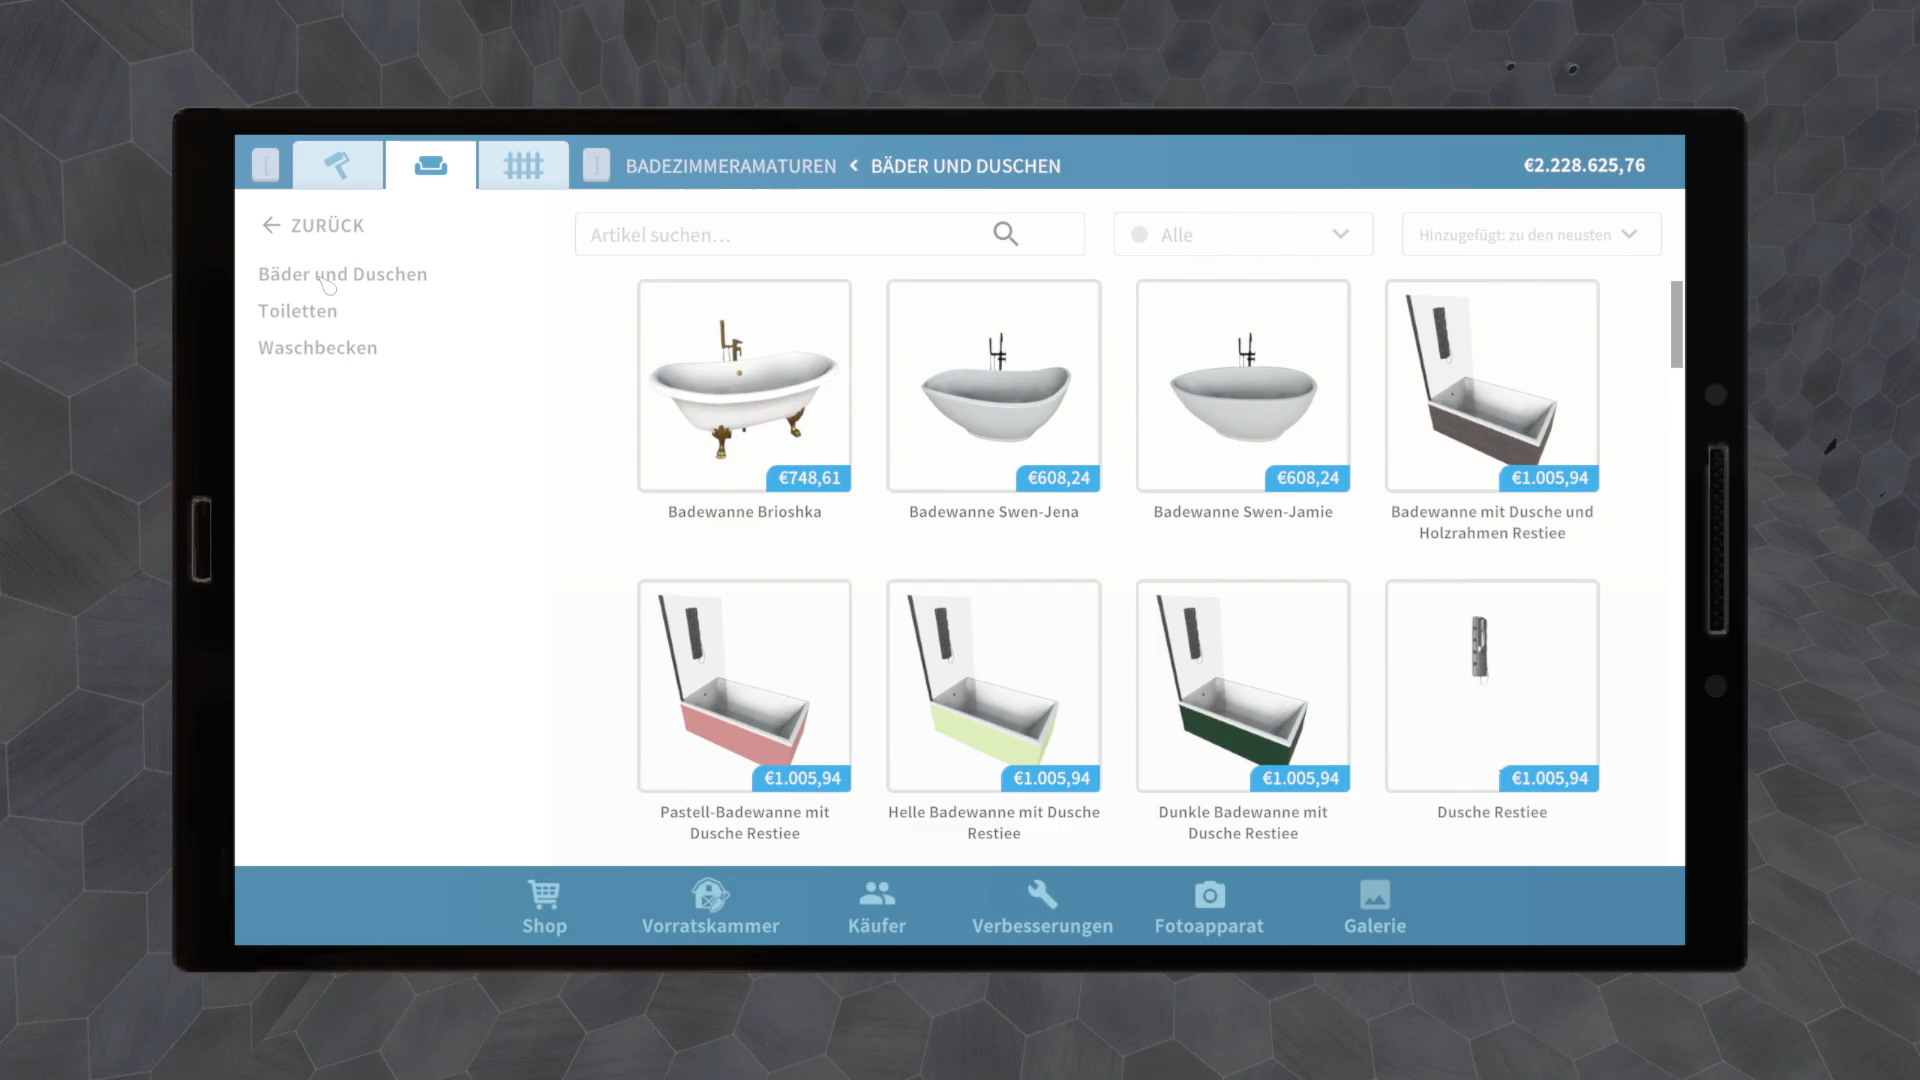 BADEZIMMERAMATUREN < BÄDER UND DUSCHEN
€2.228.625,76
← ZURÜCK
Bäder und Duschen
Toiletten
Waschbecken
Artikel suchen...
Alle
Hinzugefügt: zu den neusten
€748,61
€608,24
€608,24
€1.005,94
Badewanne Brioshka
Badewanne Swen-Jena
Badewanne Swen-Jamie
Badewanne mit Dusche und
Holzrahmen Restiee
€1.005,94
€1.005,94
€1.005,94
€1.005,94
Pastell-Badewanne mit
Dusche Restiee
Helle Badewanne mit Dusche
Restiee
Dunkle Badewanne mit
Dusche Restiee
Dusche Restiee
Shop
Vorratskammer
Käufer
Verbesserungen
Fotoapparat
Galerie